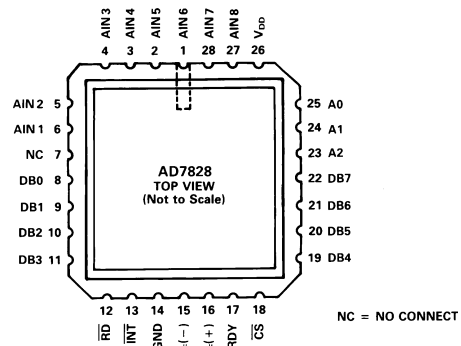 AIN 3
AIN 4
AIN 5
AIN 6
AIN 7
AIN 8
VDD
4 3 2 1 28 27 26
AIN 2 5
AIN 1 6
NC 7
DB0 8
DB1 9
DB2 10
DB3 11
AD7828
TOP VIEW
(Not to Scale)
25 A0
24 A1
23 A2
22 DB7
21 DB6
20 DB5
19 DB4
12 13 14 15 16 17 18
RD
INT
GND
(−)
(+)
RDY
CS
NC = NO CONNECT